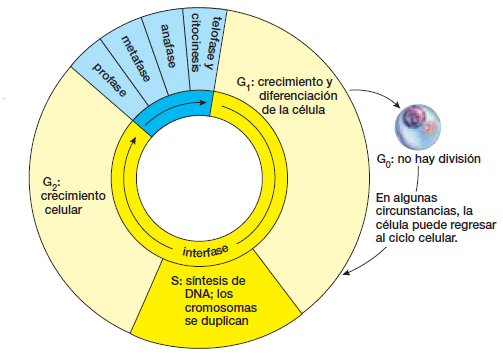 profase
metafase
anafase
telofase y
citocinesis
G1: crecimiento y
diferenciación
de la célula
G0: no hay división
En algunas
circunstancias, la
célula puede regresar
al ciclo celular.
G2:
crecimiento
celular
interfase
S: síntesis de
DNA; los
cromosomas
se duplican